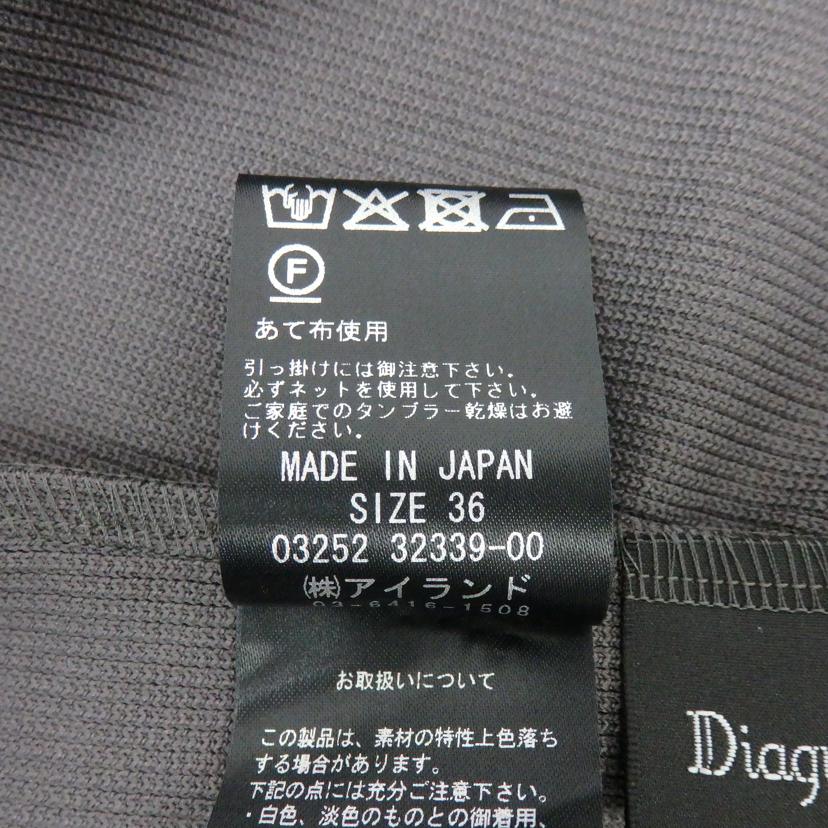 F
あて布使用
引っ掛けには御注意下さい。
必ずネットを使用して下さい。
ご家庭でのタンブラー乾燥はお避
けください。
MADE IN JAPAN
SIZE 36
03252 32339-00
㈱アイランド
03-6416-1508
お取扱いについて
この製品は、素材の特性上色落ち
する場合があります。
下記の点には充分ご注意下さい。
・白色、淡色のものとの御着用、